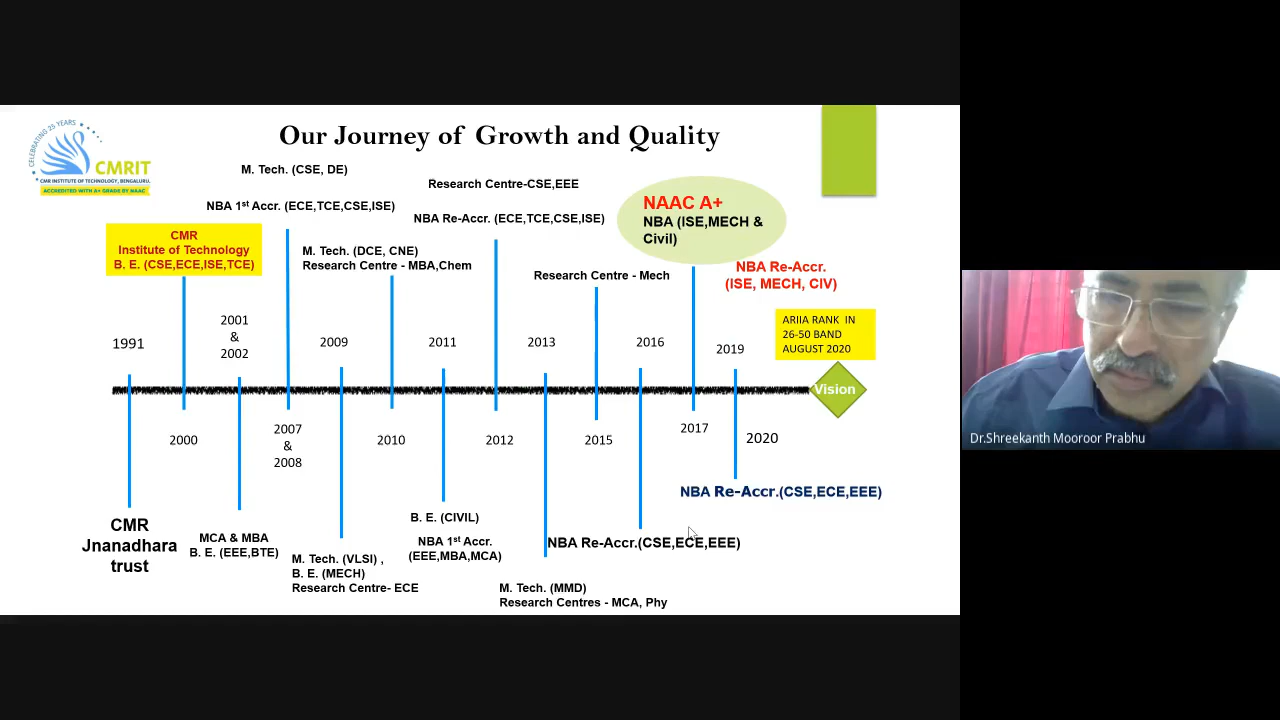 CELEBRATING 25 YEARS
CMRIT
CMR INSTITUTE OF TECHNOLOGY, BENGALURU.
ACCREDITED WITH A+ GRADE BY NAAC
Our Journey of Growth and Quality
M. Tech. (CSE, DE)
NBA 1st Accr. (ECE,TCE,CSE,ISE)
Research Centre-CSE,EEE
NBA Re-Accr. (ECE,TCE,CSE,ISE)
NAAC A+
NBA (ISE,MECH &
Civil)
CMR
Institute of Technology
B. E. (CSE,ECE,ISE,TCE)
M. Tech. (DCE, CNE)
Research Centre - MBA,Chem
Research Centre - Mech
NBA Re-Accr.
(ISE, MECH, CIV)
ARIIA RANK IN
26-50 BAND
AUGUST 2020
1991
2001
&
2002
2009
2011
2013
2016
2019
Vision
2000
2007
&
2008
2010
2012
2015
2017
2020
CMR
Jnanadhara
trust
MCA & MBA
B. E. (EEE,BTE)
M. Tech. (VLSI) ,
B. E. (MECH)
Research Centre- ECE
B. E. (CIVIL)
NBA 1st Accr.
(EEE,MBA,MCA)
M. Tech. (MMD)
Research Centres - MCA, Phy
NBA Re-Accr.(CSE,ECE,EEE)
NBA Re-Accr.(CSE,ECE,EEE)
Dr.Shreekanth Mooroor Prabhu